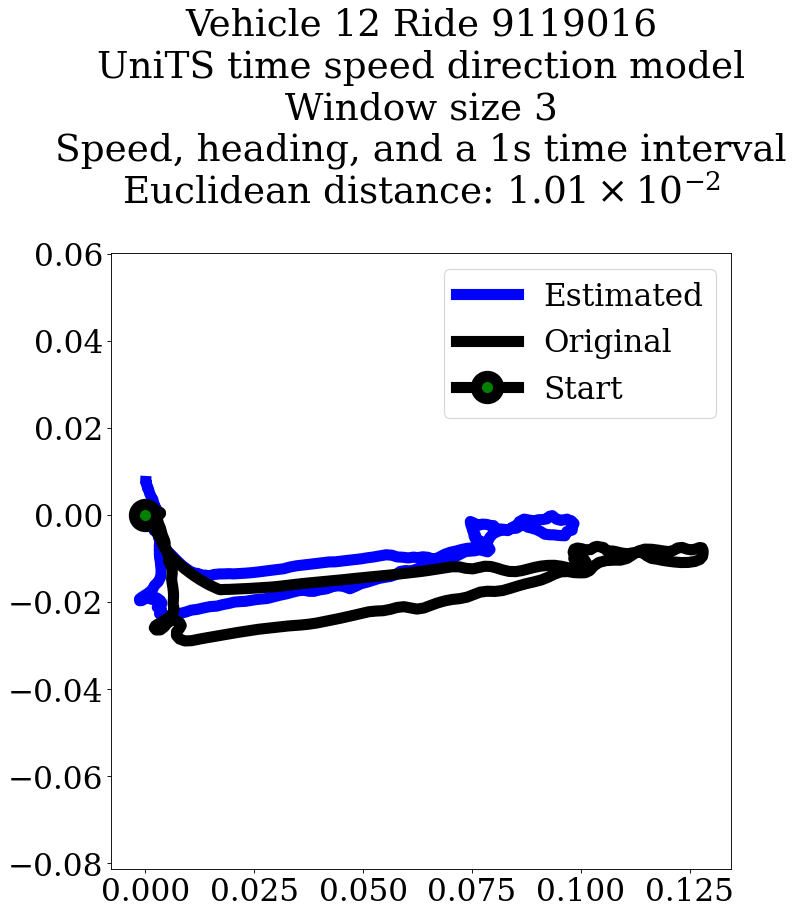 Vehicle 12 Ride 9119016
UniTS time speed direction model
Window size 3
Speed, heading, and a 1s time interval
Euclidean distance: 1.01 × 10⁻²
Estimated
Original
Start
0.06
0.04
0.02
0.00
−0.02
−0.04
−0.06
−0.08
0.000 0.025 0.050 0.075 0.100 0.125